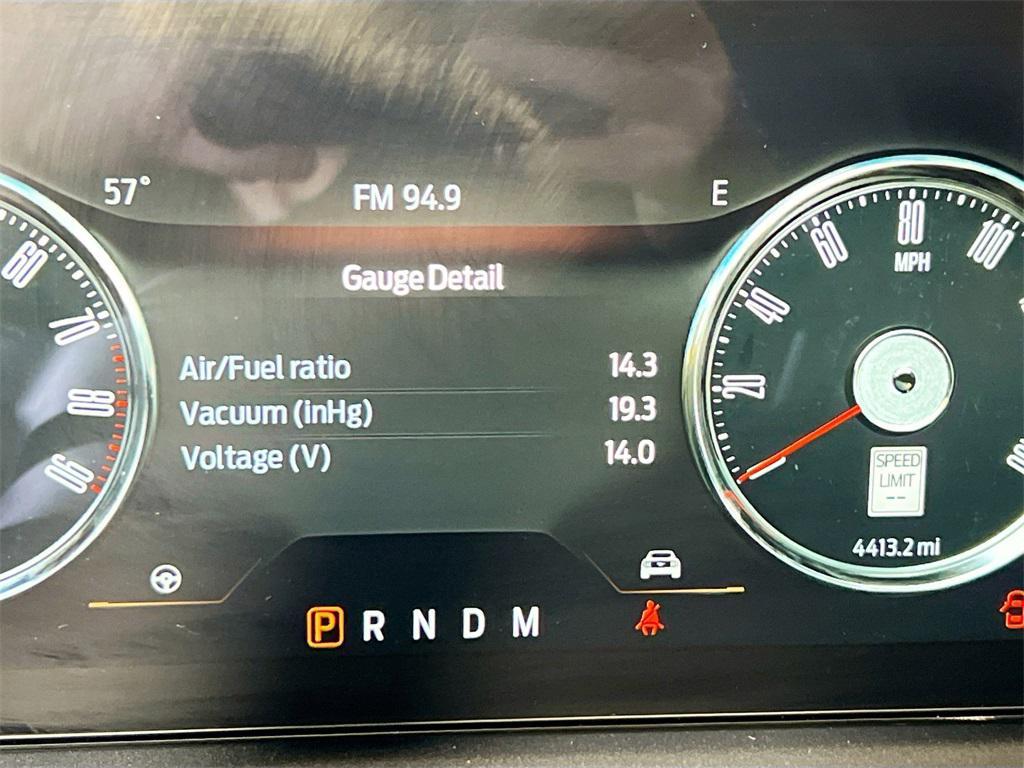 57°
FM 94.9
E
Gauge Detail
Air/Fuel ratio 14.3
Vacuum (inHg) 19.3
Voltage (V) 14.0
60
70
80
90
20
40
60
80
100
MPH
SPEED
LIMIT
--
4413.2 mi
P R N D M